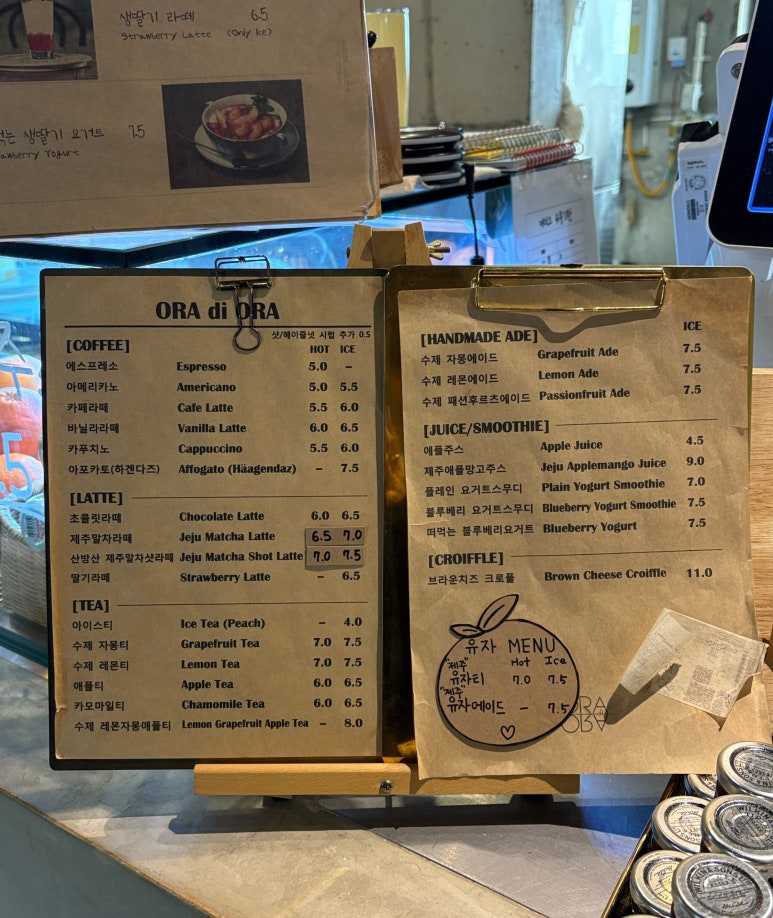 생딸기 라떼 6.5
Strawberry Latte (Only Ice)
먹는 생딸기 요거트 7.5
Strawberry Yogurt
ORA di ORA
샷/헤이즐넛 시럽 추가 0.5
[COFFEE] HOT ICE
에스프레소 Espresso 5.0 –
아메리카노 Americano 5.0 5.5
카페라떼 Cafe Latte 5.5 6.0
바닐라라떼 Vanilla Latte 6.0 6.5
카푸치노 Cappuccino 5.5 6.0
아포카토(하겐다즈) Affogato (Häagendaz) – 7.5
[LATTE]
초콜릿라떼 Chocolate Latte 6.0 6.5
제주말차라떼 Jeju Matcha Latte 6.5 7.0
산방산 제주말차샷라떼 Jeju Matcha Shot Latte 7.0 7.5
딸기라떼 Strawberry Latte – 6.5
[TEA]
아이스티 Ice Tea (Peach) – 4.0
수제 자몽티 Grapefruit Tea 7.0 7.5
수제 레몬티 Lemon Tea 7.0 7.5
애플티 Apple Tea 6.0 6.5
카모마일티 Chamomile Tea 6.0 6.5
수제 레몬자몽애플티 Lemon Grapefruit Apple Tea – 8.0
[HANDMADE ADE] ICE
수제 자몽에이드 Grapefruit Ade 7.5
수제 레몬에이드 Lemon Ade 7.5
수제 패션후르츠에이드 Passionfruit Ade 7.5
[JUICE/SMOOTHIE]
애플주스 Apple Juice 4.5
제주애플망고주스 Jeju Applemango Juice 9.0
플레인 요거트스무디 Plain Yogurt Smoothie 7.0
블루베리 요거트스무디 Blueberry Yogurt Smoothie 7.5
떠먹는 블루베리요거트 Blueberry Yogurt 7.5
[CROIFFLE]
브라운치즈 크로플 Brown Cheese Croiffle 11.0
유자 MENU
Hot Ice
"제주"
유자티 7.0 7.5
"제주"
유자에이드 – 7.5
ORA